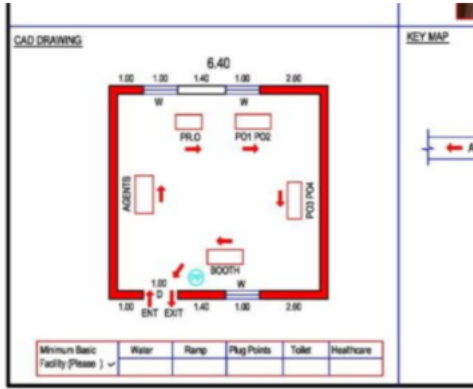 CAD DRAWING
KEY MAP
6.40
1.00 1.00 1.40 1.00 2.00
W W
PR.O PO1 PO2
AGENTS
PO3 PO4
BOOTH
1.00
D W
1.00 1.40 1.00 2.00
ENT EXIT
Minimum Basic Facility (Please ) ✓ Water Ramp Plug Points Toilet Healthcare